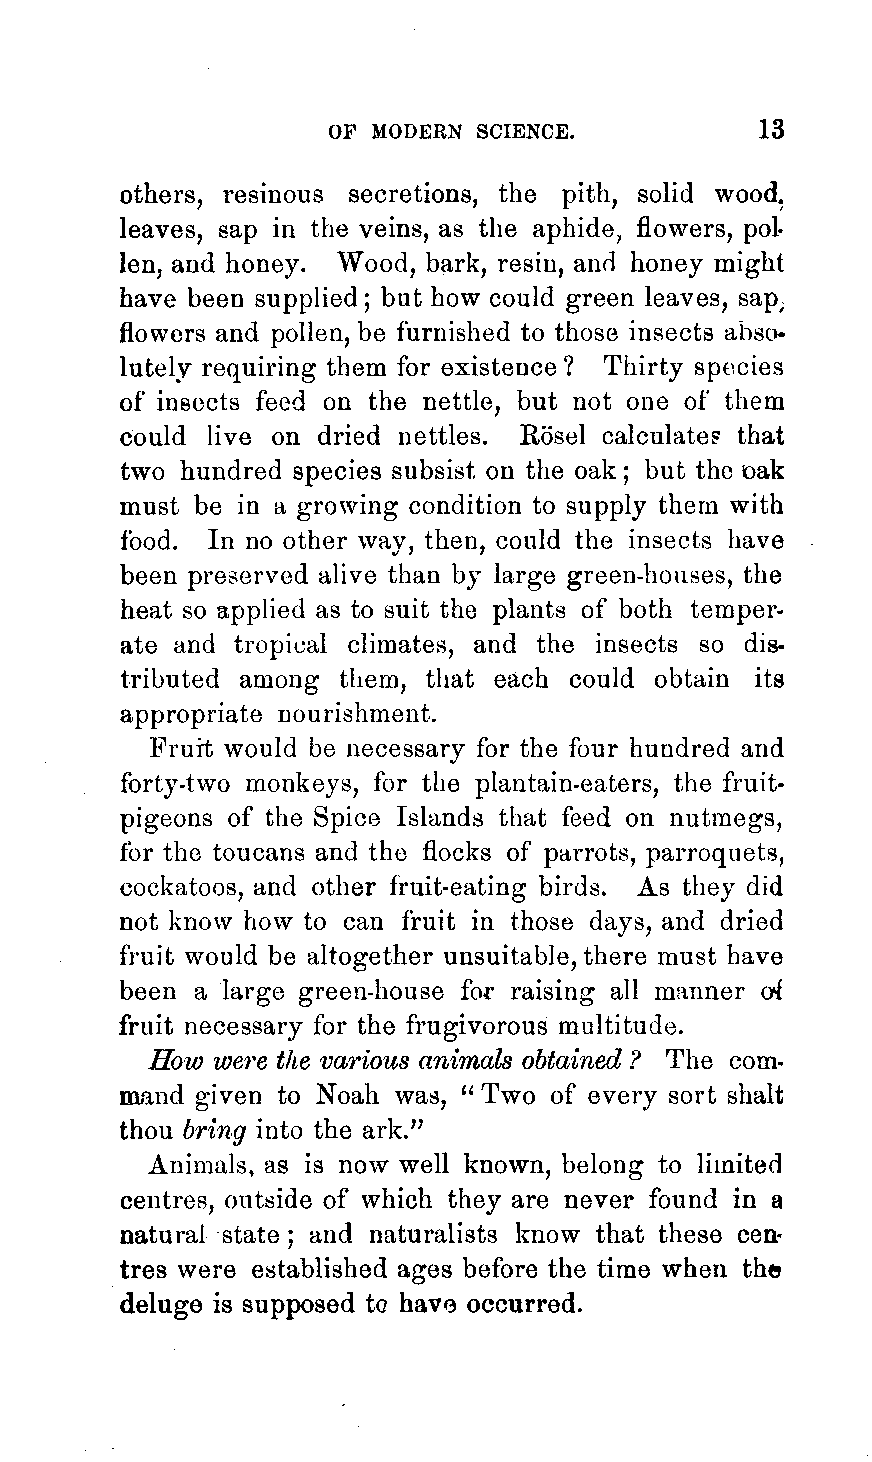 OF MODERN SCIENCE. 13
others, resinous secretions, the pith, solid wood,
leaves, sap in the veins, as the aphide, flowers, pol-
len, and honey. Wood, bark, resin, and honey might
have been supplied; but how could green leaves, sap,
flowers and pollen, be furnished to those insects abso-
lutely requiring them for existence? Thirty species
of insects feed on the nettle, but not one of them
could live on dried nettles. Rösel calculates that
two hundred species subsist on the oak; but the oak
must be in a growing condition to supply them with
food. In no other way, then, could the insects have
been preserved alive than by large green-houses, the
heat so applied as to suit the plants of both temper-
ate and tropical climates, and the insects so dis-
tributed among them, that each could obtain its
appropriate nourishment.
Fruit would be necessary for the four hundred and
forty-two monkeys, for the plantain-eaters, the fruit-
pigeons of the Spice Islands that feed on nutmegs,
for the toucans and the flocks of parrots, parroquets,
cockatoos, and other fruit-eating birds. As they did
not know how to can fruit in those days, and dried
fruit would be altogether unsuitable, there must have
been a large green-house for raising all manner of
fruit necessary for the frugivorous multitude.
How were the various animals obtained? The com-
mand given to Noah was, "Two of every sort shalt
thou bring into the ark."
Animals, as is now well known, belong to limited
centres, outside of which they are never found in a
natural state; and naturalists know that these cen-
tres were established ages before the time when the
deluge is supposed to have occurred.